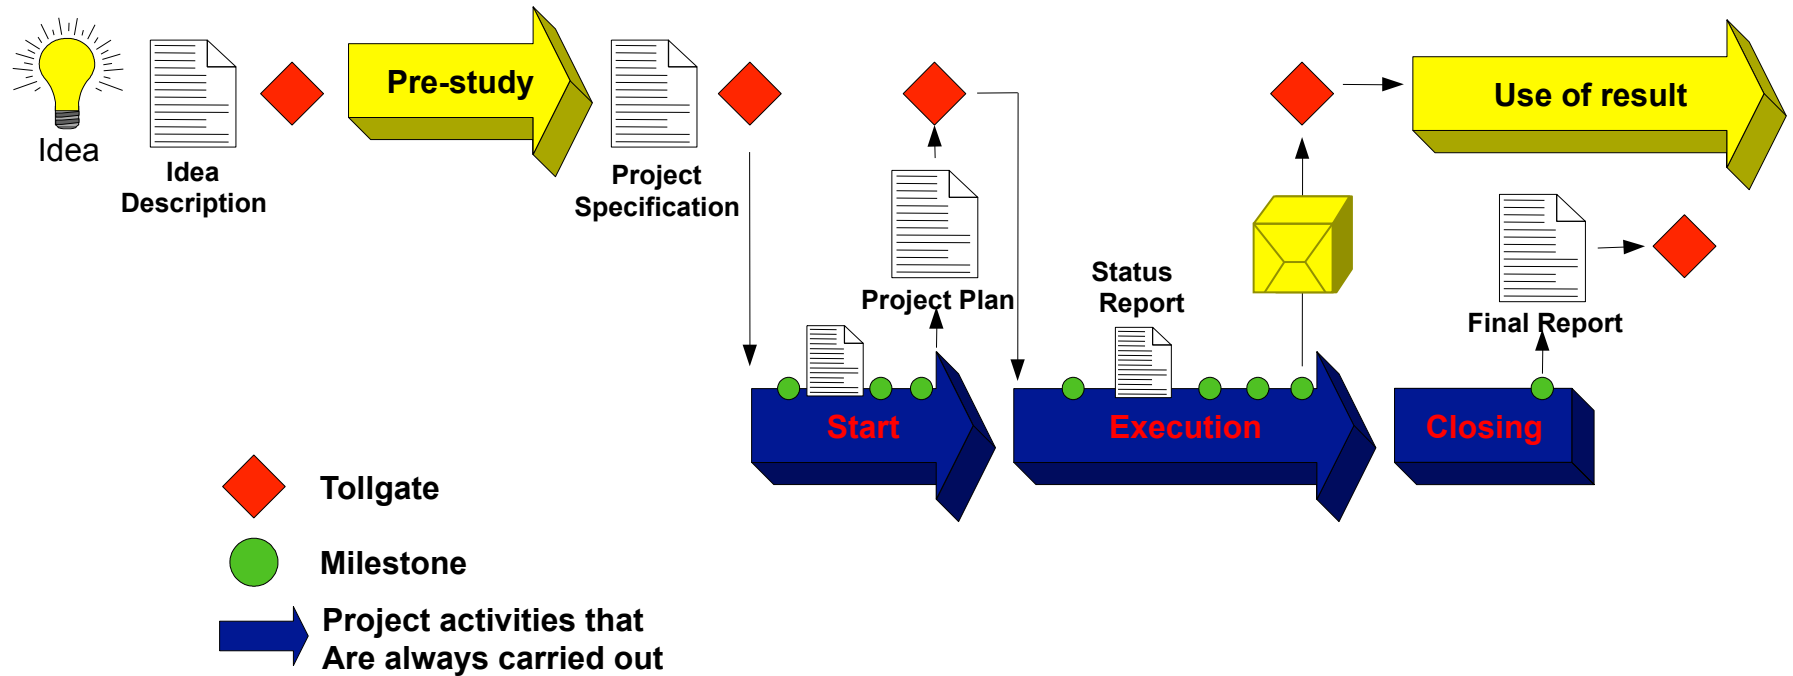 Idea
Idea
Description
Pre-study
Project
Specification
Project Plan
Status
Report
Use of result
Final Report
Start
Execution
Closing
Tollgate
Milestone
Project activities that
Are always carried out